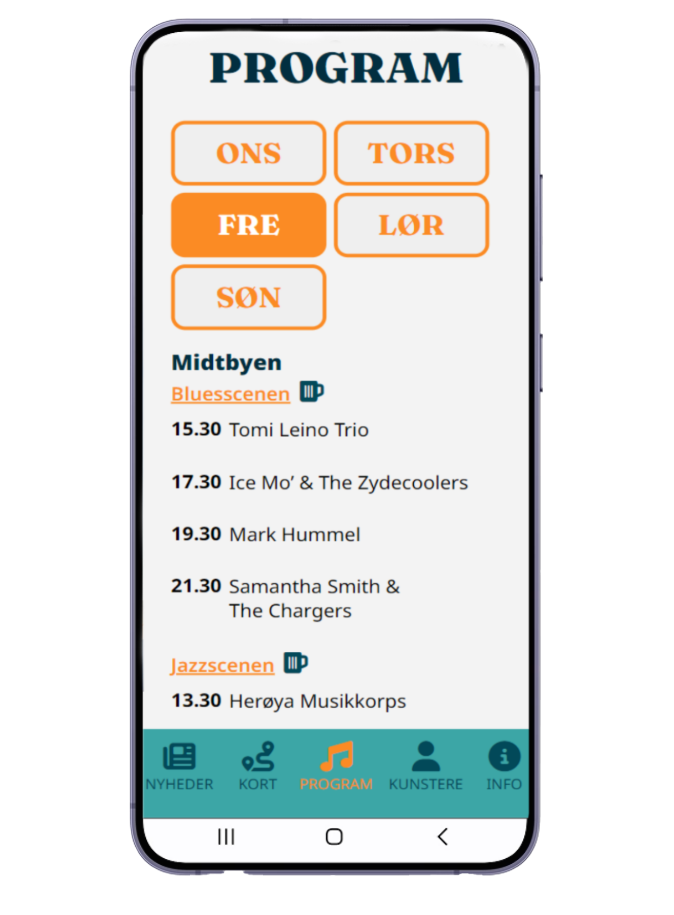 PROGRAM
ONS TORS
FRE LØR
SØN
Midtbyen
Bluesscenen
15.30 Tomi Leino Trio
17.30 Ice Mo’ & The Zydecoolers
19.30 Mark Hummel
21.30 Samantha Smith &
The Chargers
Jazzscenen
13.30 Herøya Musikkorps
NYHEDER KORT PROGRAM KUNSTERE INFO